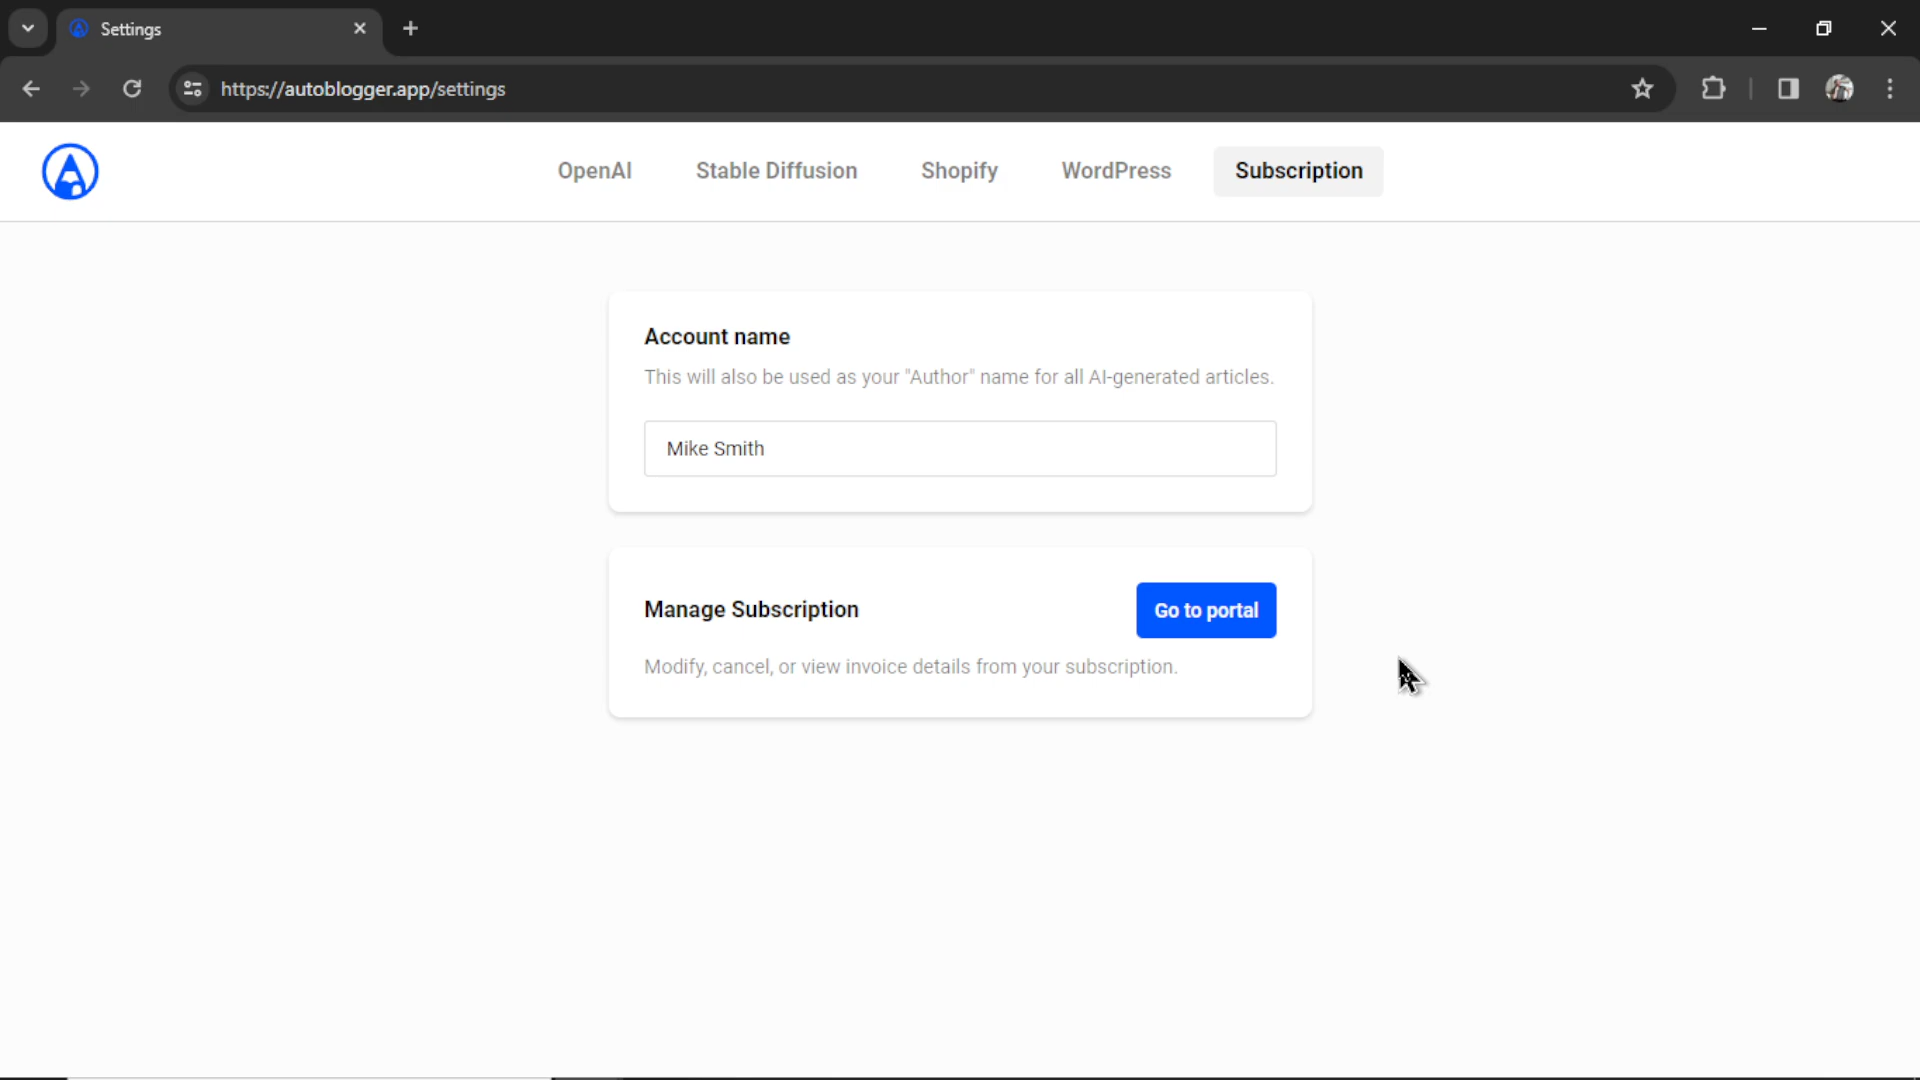 Settings
https://autoblogger.app/settings
OpenAI Stable Diffusion Shopify WordPress Subscription
Account name
This will also be used as your "Author" name for all AI-generated articles.
Mike Smith
Manage Subscription Go to portal
Modify, cancel, or view invoice details from your subscription.